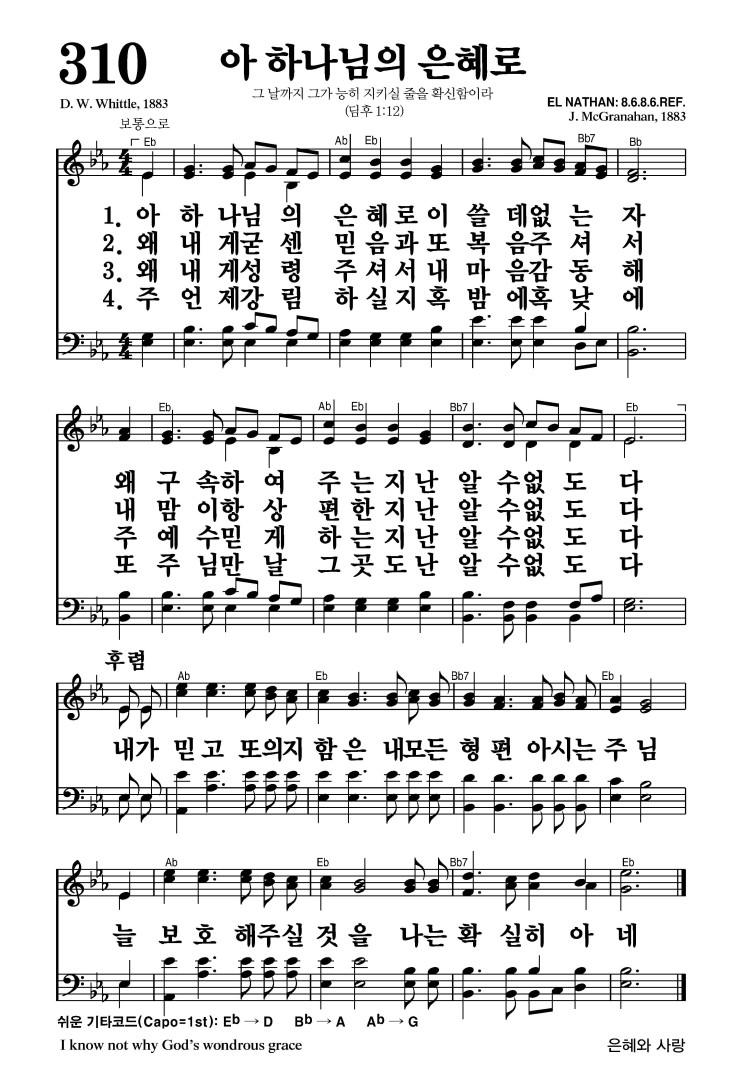 310 아 하나님의 은혜로
그 날까지 그가 능히 지키실 줄을 확신함이라
D. W. Whittle, 1883 (딤후 1:12) EL NATHAN: 8.6.8.6.REF.
보통으로 J. McGranahan, 1883
Eb Ab Eb Bb7 Bb
1. 아 하 나님 의 은 혜 로 이 쓸 데없 는 자
2. 왜 내 게굳 센 믿 음 과 또 복 음주 셔 서
3. 왜 내 게성 령 주 셔 서 내 마 음감 동 해
4. 주 언 제강 림 하 실 지 혹 밤 에혹 낮 에
Eb Ab Eb Bb7 Eb
왜 구 속하 여 주 는 지 난 알 수없 도 다
내 맘 이항 상 편 한 지 난 알 수없 도 다
주 예 수믿 게 하 는 지 난 알 수없 도 다
또 주 님만 날 그 곳 도 난 알 수없 도 다
후렴
Ab Eb Bb7 Eb
내가 믿 고 또의지 함 은 내모든 형 편 아시는 주 님
Ab Eb Bb7 Eb
늘 보 호 해주실 것 을 나는 확 실히 아 네
쉬운 기타코드(Capo=1st): Eb → D Bb → A Ab → G
I know not why God's wondrous grace 은혜와 사랑